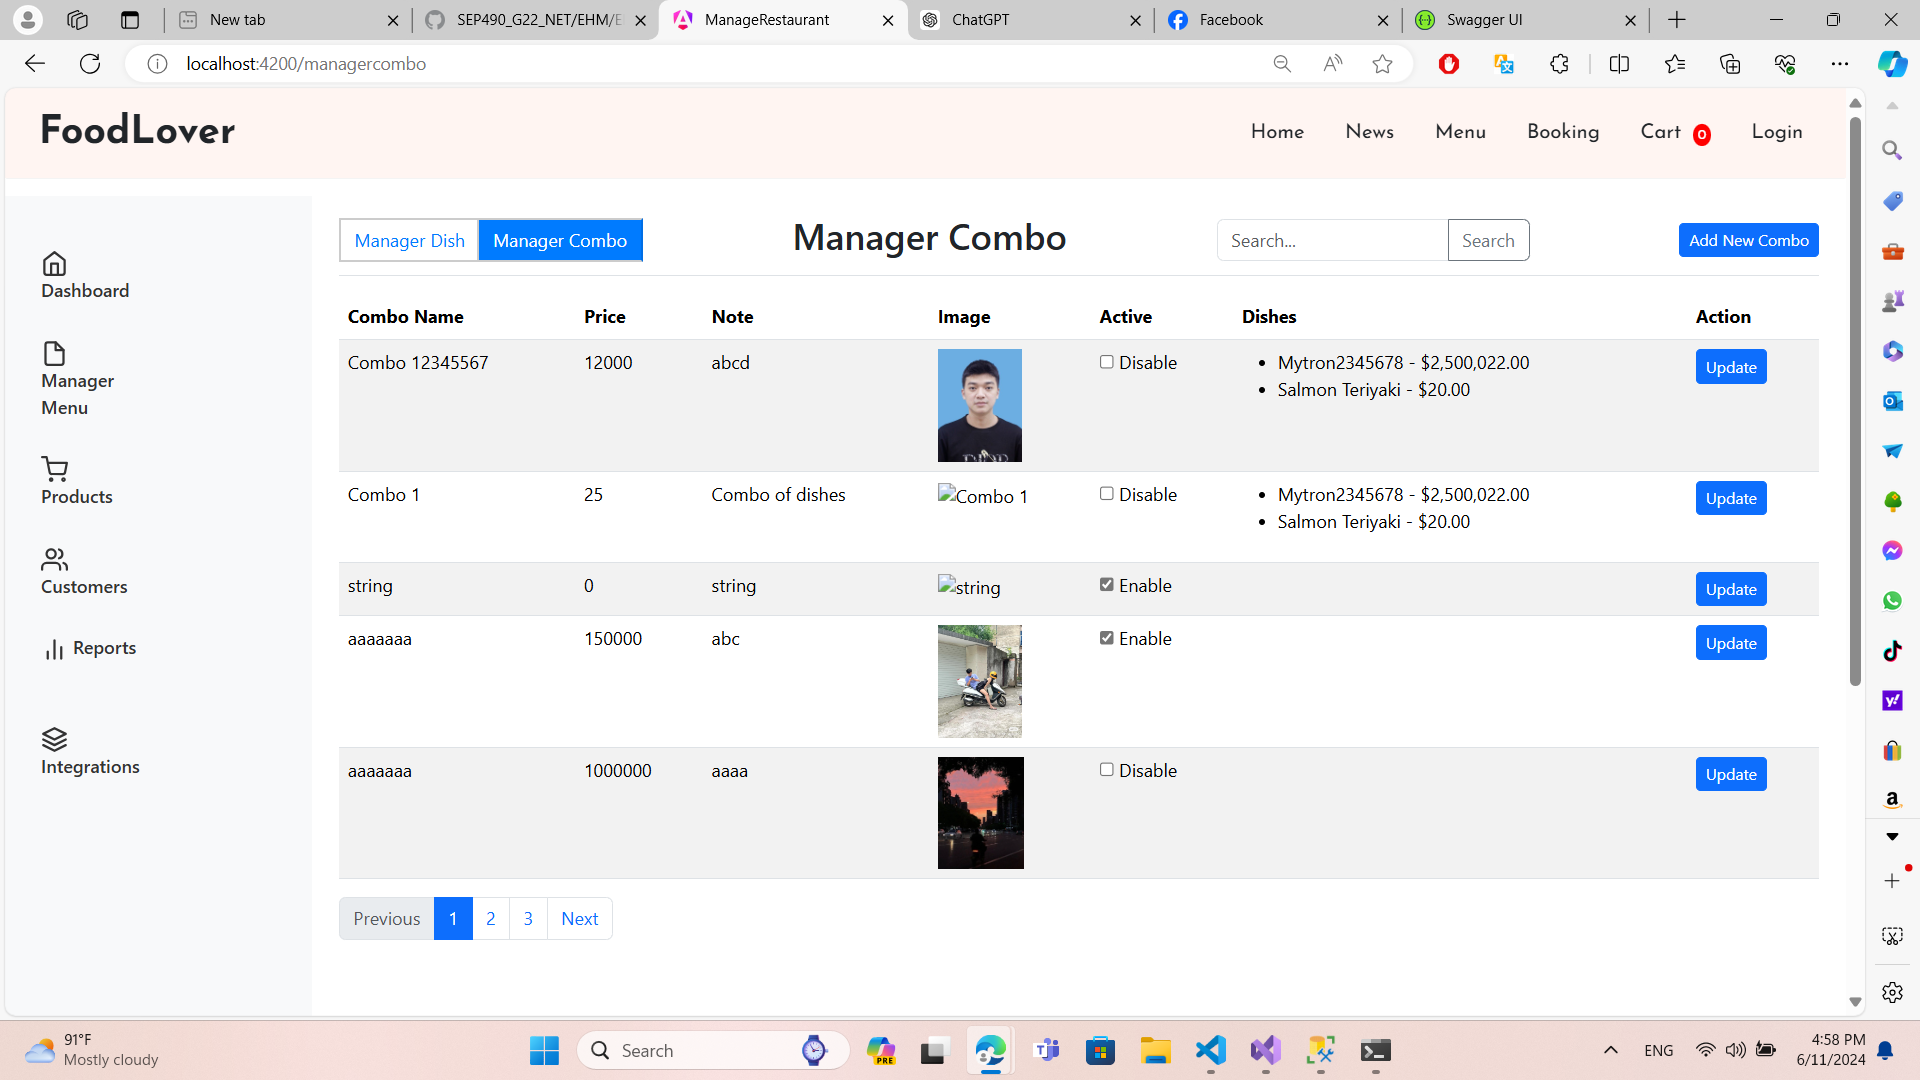 New tab
SEP490_G22_NET/EHM/E
ManageRestaurant
ChatGPT
Facebook
Swagger UI
localhost:4200/managercombo
FoodLover
Home
News
Menu
Booking
Cart 0
Login
Dashboard
Manager
Menu
Products
Customers
Reports
Integrations
Manager Dish
Manager Combo
Manager Combo
Search...
Search
Add New Combo
Combo Name Price Note Image Active Dishes Action
Combo 12345567 12000 abcd Disable Mytron2345678 - $2,500,022.00 Update
Salmon Teriyaki - $20.00
Combo 1 25 Combo of dishes Combo 1 Disable Mytron2345678 - $2,500,022.00 Update
Salmon Teriyaki - $20.00
string 0 string string Enable Update
aaaaaaa 150000 abc Enable Update
aaaaaaa 1000000 aaaa Disable Update
Previous 1 2 3 Next
91°F
Mostly cloudy
Search
PRE
ENG
4:58 PM
6/11/2024